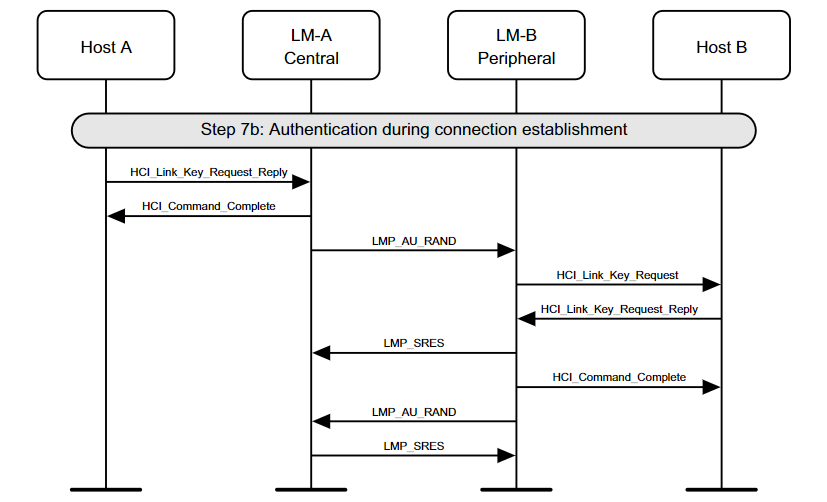 Host A
LM-A
Central
LM-B
Peripheral
Host B
Step 7b: Authentication during connection establishment
HCI_Link_Key_Request_Reply
HCI_Command_Complete
LMP_AU_RAND
HCI_Link_Key_Request
HCI_Link_Key_Request_Reply
LMP_SRES
HCI_Command_Complete
LMP_AU_RAND
LMP_SRES